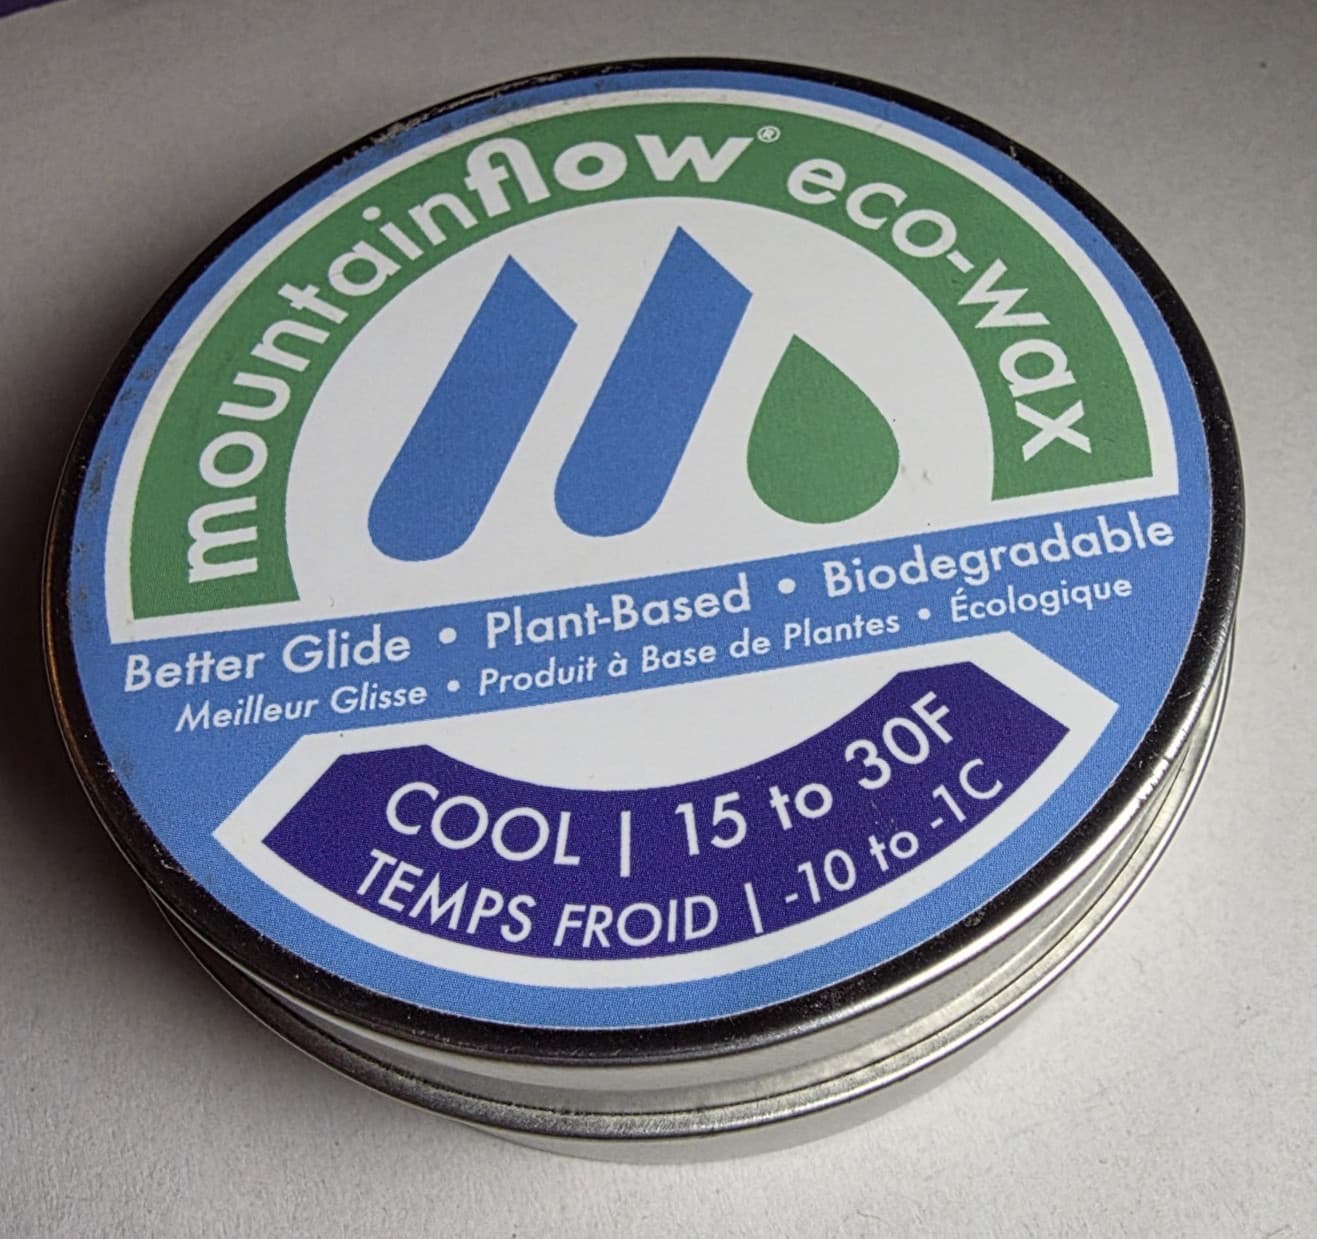 mountainflow® eco-wax
Better Glide • Plant-Based • Biodegradable
Meilleur Glisse • Produit à Base de Plantes • Écologique
COOL | 15 to 30F
TEMPS FROID | -10 to -1C